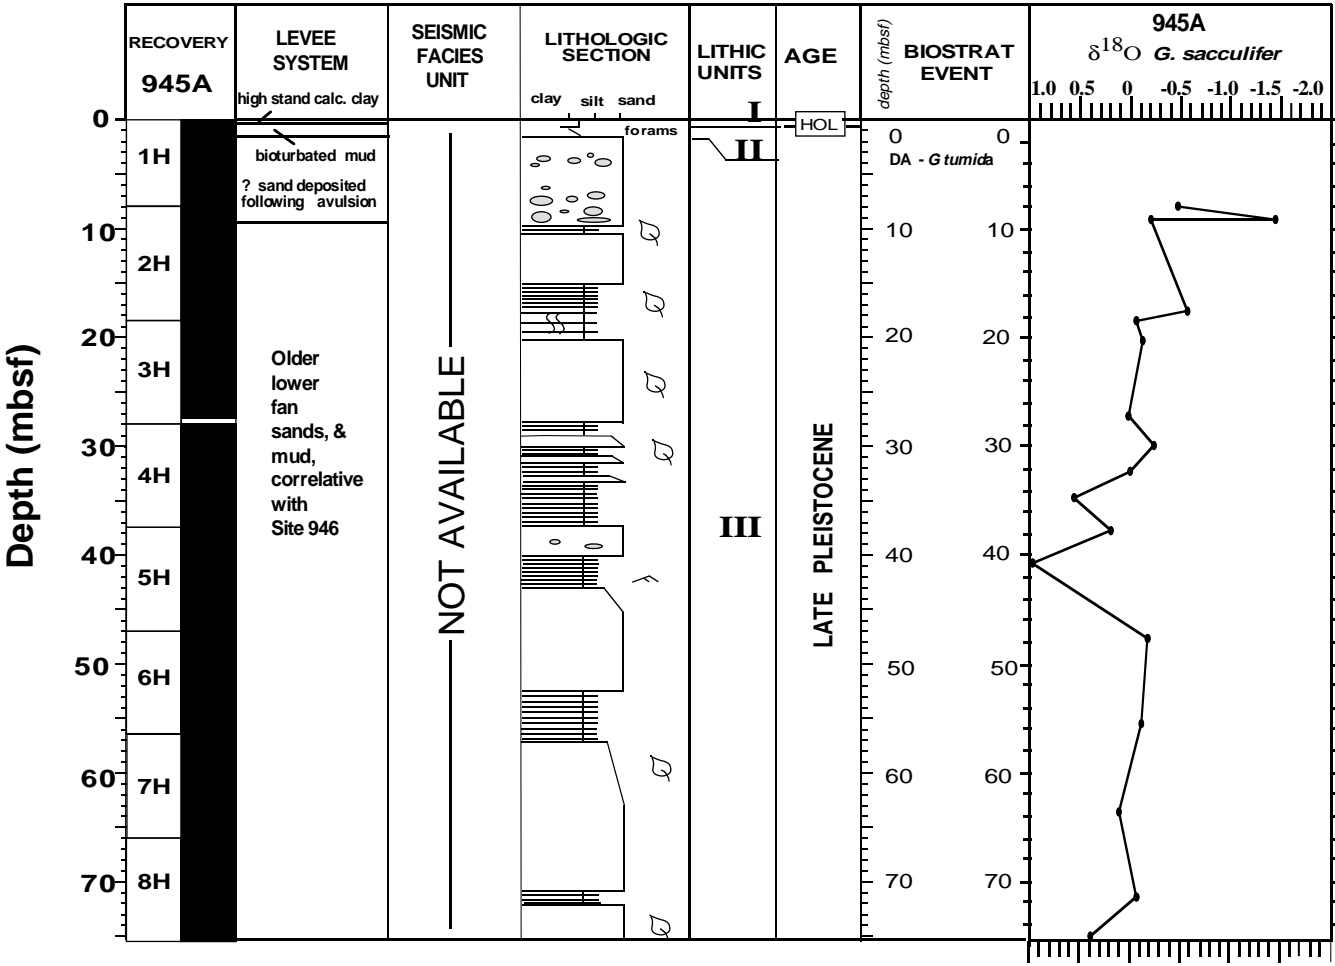 RECOVERY
945A
LEVEE
SYSTEM
SEISMIC
FACIES
UNIT
LITHOLOGIC
SECTION
clay silt sand
LITHIC
UNITS
AGE
depth (mbsf)
BIOSTRAT
EVENT
945A
δ18O G. sacculifer
1.0 0.5 0 -0.5 -1.0 -1.5 -2.0
Depth (mbsf)
0
10
20
30
40
50
60
70
1H
2H
3H
4H
5H
6H
7H
8H
high stand calc. clay
bioturbated mud
? sand deposited
following avulsion
Older
lower
fan
sands, &
mud,
correlative
with
Site 946
NOT AVAILABLE
forams
I
II
III
HOL
LATE PLEISTOCENE
0
DA - G tumida
10
20
30
40
50
60
70
0
10
20
30
40
50
60
70